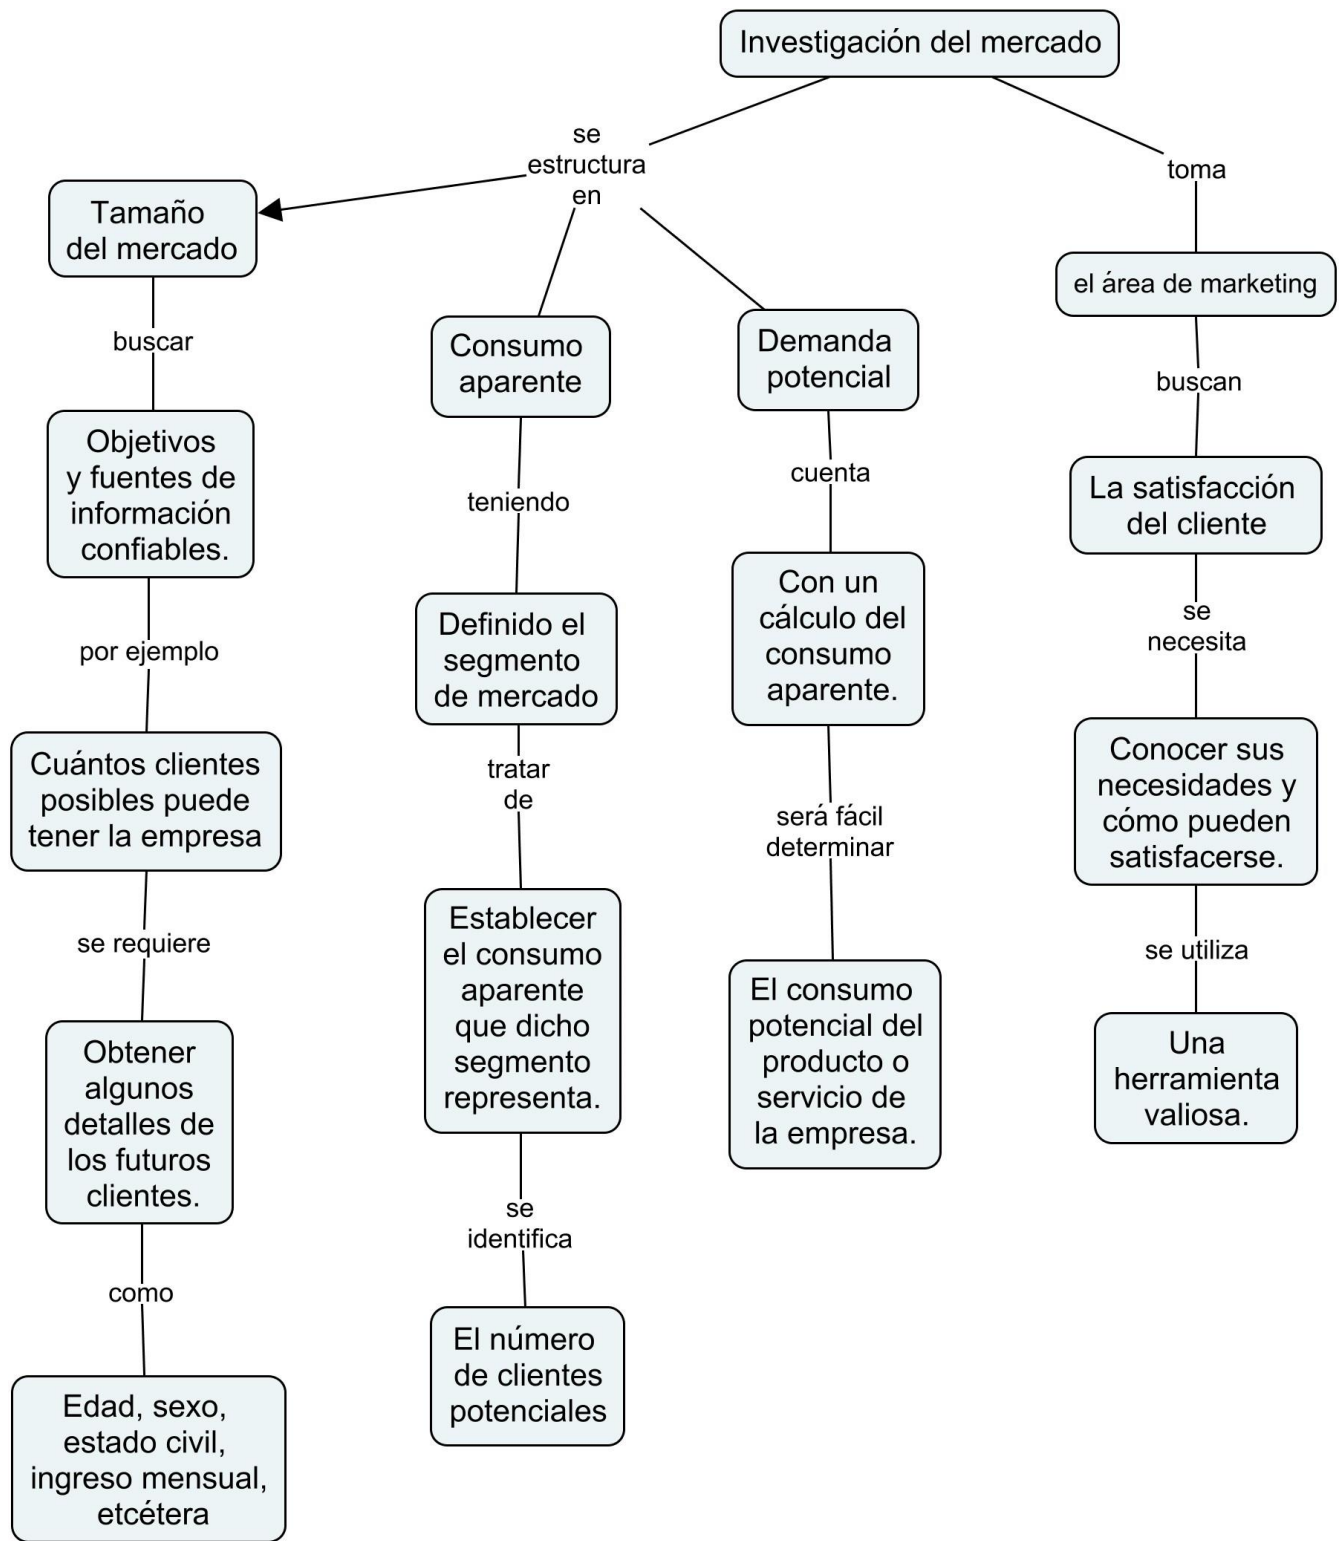 Investigación del mercado
se
estructura
en
Tamaño
del mercado
buscar
Objetivos
y fuentes de
información
confiables.
por ejemplo
Cuántos clientes
posibles puede
tener la empresa
se requiere
Obtener
algunos
detalles de
los futuros
clientes.
como
Edad, sexo,
estado civil,
ingreso mensual,
etcétera
Consumo
aparente
teniendo
Definido el
segmento
de mercado
tratar
de
Establecer
el consumo
aparente
que dicho
segmento
representa.
se
identifica
El número
de clientes
potenciales
Demanda
potencial
cuenta
Con un
cálculo del
consumo
aparente.
será fácil
determinar
El consumo
potencial del
producto o
servicio de
la empresa.
toma
el área de marketing
buscan
La satisfacción
del cliente
se
necesita
Conocer sus
necesidades y
cómo pueden
satisfacerse.
se utiliza
Una
herramienta
valiosa.